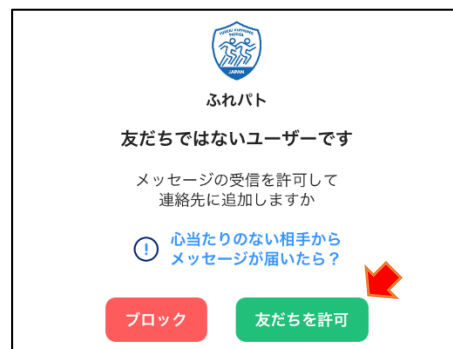 JAPAN
ふれパト
友だちではないユーザーです
メッセージの受信を許可して
連絡先に追加しますか
心当たりのない相手から
メッセージが届いたら？
ブロック
友だちを許可